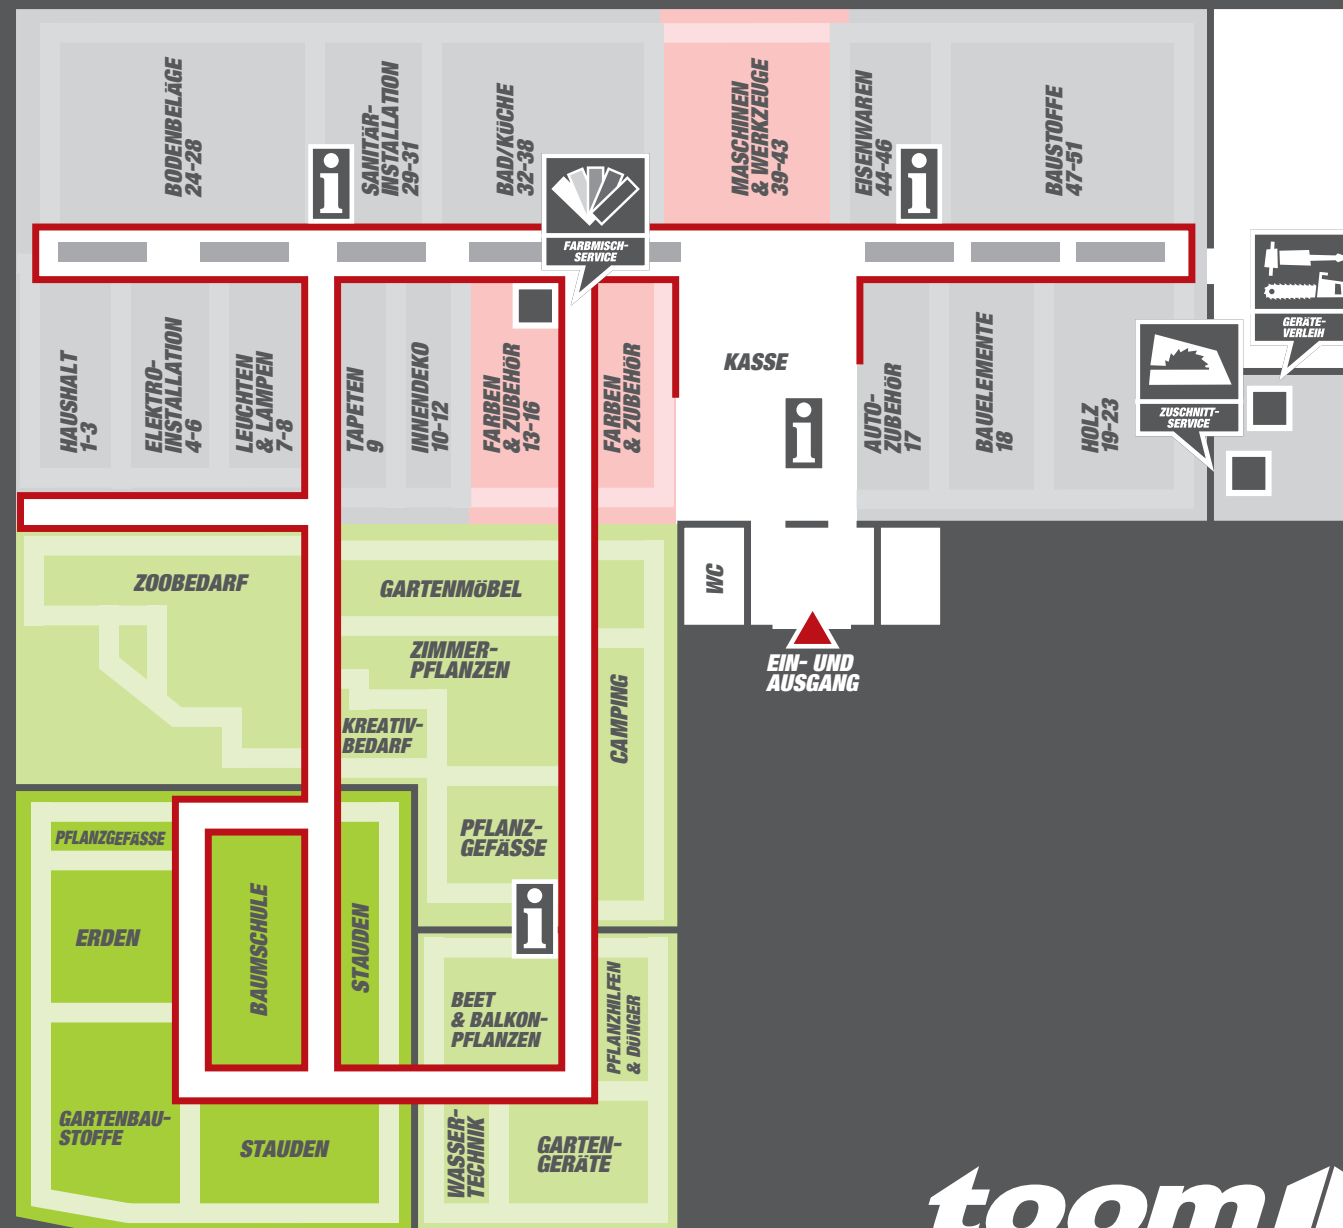 BODENBELÄGE
24-28
SANITÄR-
INSTALLATION
29-31
BAD/KÜCHE
32-38
MASCHINEN
& WERKZEUGE
39-43
EISENWAREN
44-46
BAUSTOFFE
47-51
i
i
FARBMISCH-
SERVICE
GERÄTE-
VERLEIH
ZUSCHNITT-
SERVICE
HAUSHALT
1-3
ELEKTRO-
INSTALLATION
4-6
LEUCHTEN
& LAMPEN
7-8
TAPETEN
9
INNENDEKO
10-12
FARBEN
& ZUBEHÖR
13-16
FARBEN
& ZUBEHÖR
KASSE
i
AUTO-
ZUBEHÖR
17
BAUELEMENTE
18
HOLZ
19-23
ZOOBEDARF
GARTENMÖBEL
WC
ZIMMER-
PFLANZEN
EIN- UND
AUSGANG
KREATIV-
BEDARF
CAMPING
PFLANZGEFÄSSE
PFLANZ-
GEFÄSSE
ERDEN
BAUMSCHULE
STAUDEN
i
BEET
& BALKON-
PFLANZEN
PFLANZHILFEN
& DÜNGER
GARTENBAU-
STOFFE
STAUDEN
WASSER-
TECHNIK
GARTEN-
GERÄTE
toom